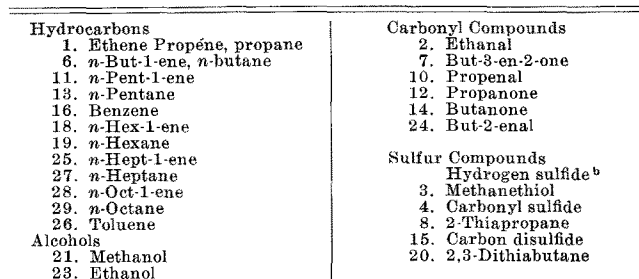 Hydrocarbons
1. Ethene Propéne, propane
6. n-But-1-ene, n-butane
11. n-Pent-1-ene
13. n-Pentane
16. Benzene
18. n-Hex-1-ene
19. n-Hexane
25. n-Hept-1-ene
27. n-Heptane
28. n-Oct-1-ene
29. n-Octane
26. Toluene
Alcohols
21. Methanol
23. Ethanol
Carbonyl Compounds
2. Ethanal
7. But-3-en-2-one
10. Propenal
12. Propanone
14. Butanone
24. But-2-enal
Sulfur Compounds
Hydrogen sulfide b
3. Methanethiol
4. Carbonyl sulfide
8. 2-Thiapropane
15. Carbon disulfide
20. 2,3-Dithiabutane